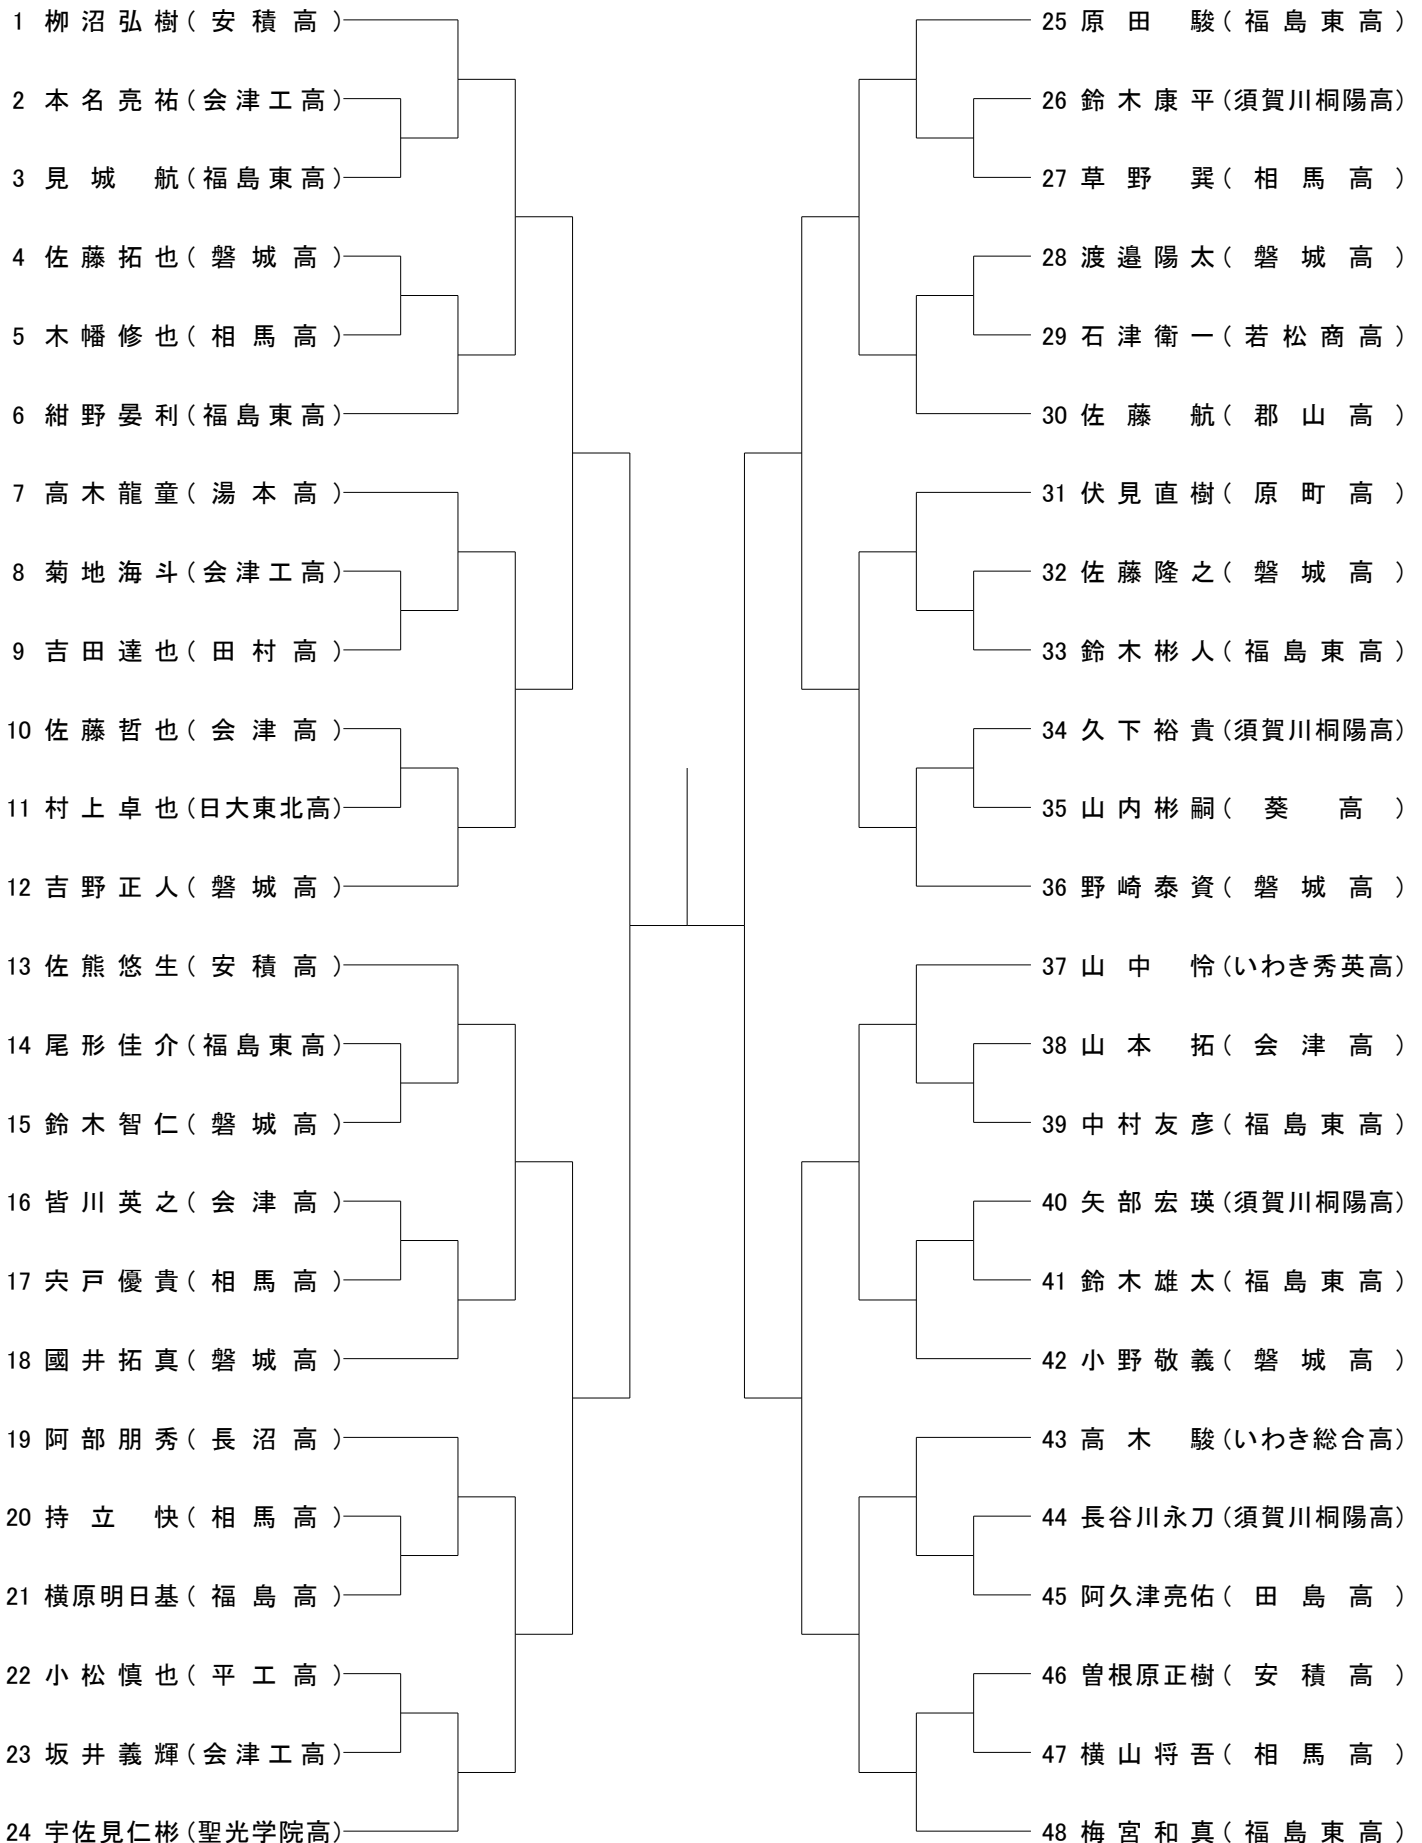 1 栁沼弘樹(安積高)
2 本名亮祐(会津工高)
3 見城航(福島東高)
4 佐藤拓也(磐城高)
5 木幡修也(相馬高)
6 紺野晏利(福島東高)
7 高木龍童(湯本高)
8 菊地海斗(会津工高)
9 吉田達也(田村高)
10 佐藤哲也(会津高)
11 村上卓也(日大東北高)
12 吉野正人(磐城高)
13 佐熊悠生(安積高)
14 尾形佳介(福島東高)
15 鈴木智仁(磐城高)
16 皆川英之(会津高)
17 宍戸優貴(相馬高)
18 國井拓真(磐城高)
19 阿部朋秀(長沼高)
20 持立快(相馬高)
21 横原明日基(福島高)
22 小松慎也(平工高)
23 坂井義輝(会津工高)
24 宇佐見仁彬(聖光学院高)
25 原田駿(福島東高)
26 鈴木康平(須賀川桐陽高)
27 草野巽(相馬高)
28 渡邉陽太(磐城高)
29 石津衛一(若松商高)
30 佐藤航(郡山高)
31 伏見直樹(原町高)
32 佐藤隆之(磐城高)
33 鈴木彬人(福島東高)
34 久下裕貴(須賀川桐陽高)
35 山内彬嗣(葵高)
36 野崎泰資(磐城高)
37 山中怜(いわき秀英高)
38 山本拓(会津高)
39 中村友彦(福島東高)
40 矢部宏瑛(須賀川桐陽高)
41 鈴木雄太(福島東高)
42 小野敬義(磐城高)
43 高木駿(いわき総合高)
44 長谷川永刀(須賀川桐陽高)
45 阿久津亮佑(田島高)
46 曽根原正樹(安積高)
47 横山将吾(相馬高)
48 梅宮和真(福島東高)